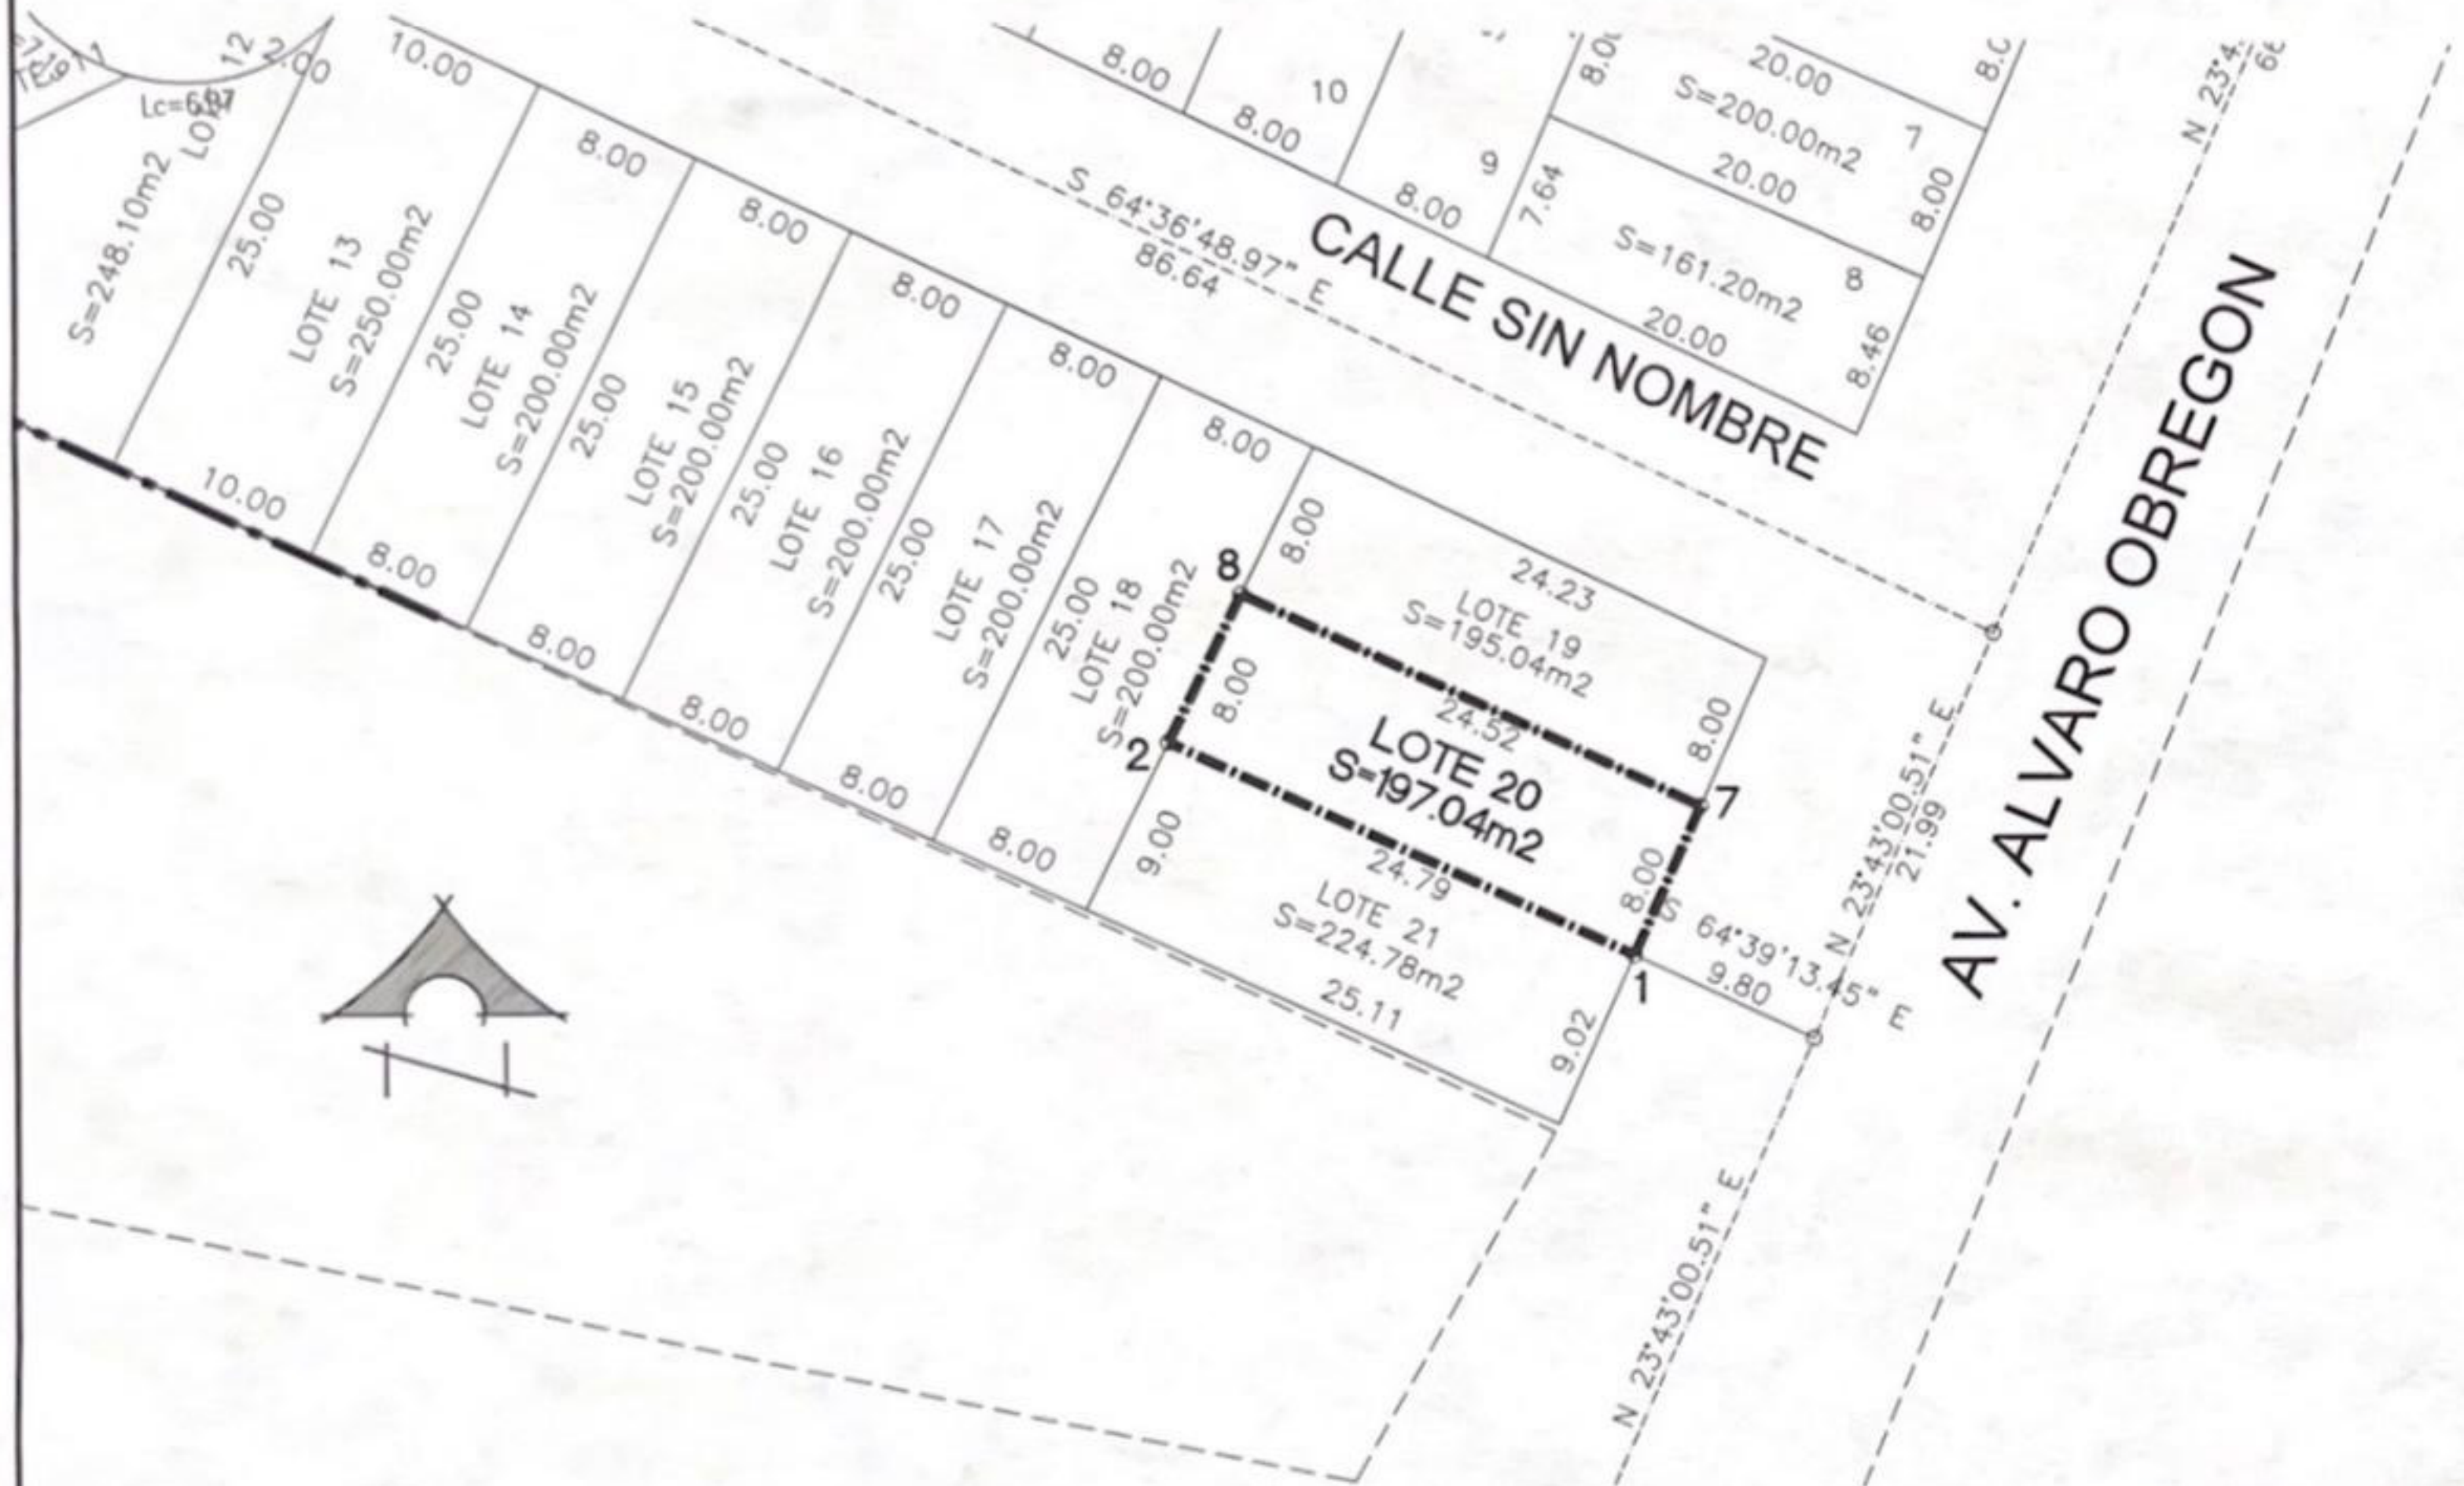 12
2.00
Lc=6.97
S=248.10m2
10.00
25.00
LOTE 13
S=250.00m2
10.00
8.00
25.00
LOTE 14
S=200.00m2
8.00
8.00
25.00
LOTE 15
S=200.00m2
8.00
8.00
25.00
LOTE 16
S=200.00m2
8.00
8.00
25.00
LOTE 17
S=200.00m2
8.00
8.00
25.00
LOTE 18
S=200.00m2
8.00
8.00
8.00
10
8.00
9
8.00
7.64
20.00
S=200.00m2
7
20.00
8.00
S=161.20m2
8
20.00
8.46
S 64°36'48.97" E
86.64
CALLE SIN NOMBRE
8.00
24.23
LOTE 19
S=195.04m2
8.00
8
8.00
24.52
LOTE 20
S=197.04m2
7
8.00
2
24.79
1
9.00
LOTE 21
S=224.78m2
25.11
9.02
S 64°39'13.45" E
9.80
N 23°43'00.51" E
21.99
AV. ALVARO OBREGON
N 23°43'00.51" E